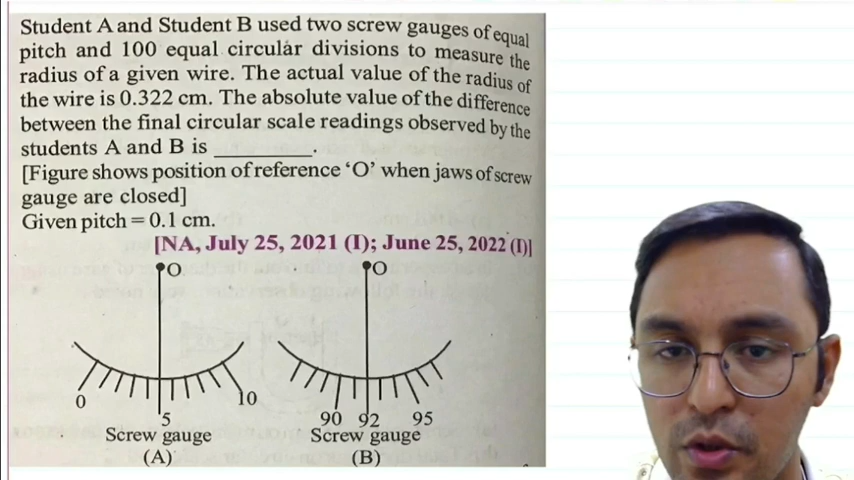 Student A and Student B used two screw gauges of equal
pitch and 100 equal circular divisions to measure the
radius of a given wire. The actual value of the radius of
the wire is 0.322 cm. The absolute value of the difference
between the final circular scale readings observed by the
students A and B is ________.
[Figure shows position of reference ‘O’ when jaws of screw
gauge are closed]
Given pitch = 0.1 cm.
[NA, July 25, 2021 (I); June 25, 2022 (I)]
O O
0 5 10 90 92 95
Screw gauge Screw gauge
(A) (B)